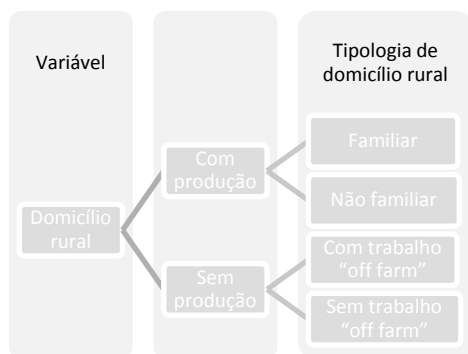 Variável
Tipologia de
domicílio rural
Domicílio
rural
Com
produção
Sem
produção
Familiar
Não familiar
Com trabalho
“off farm”
Sem trabalho
“off farm”